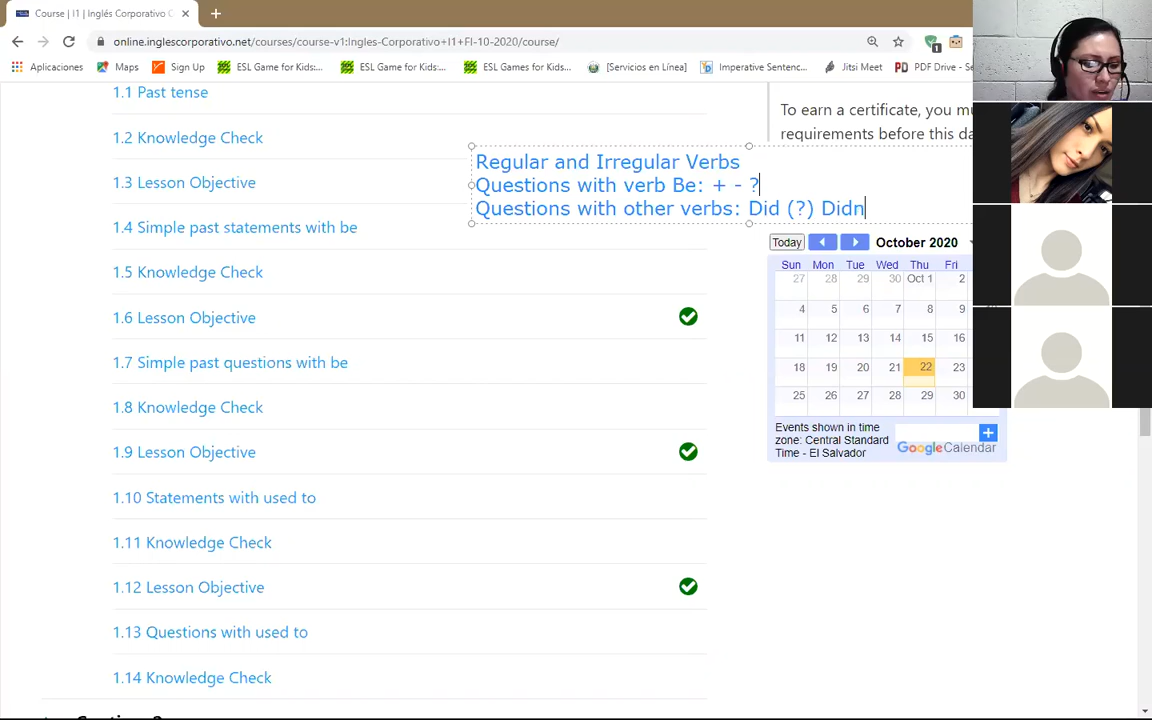 Course | I1 | Inglés Corporativo C
online.inglescorporativo.net/courses/course-v1:Ingles-Corporativo+I1+FI-10-2020/course/
Aplicaciones Maps Sign Up ESL Game for Kids:... ESL Game for Kids:... ESL Games for Kids:... [Servicios en Línea] Imperative Sentenc... Jitsi Meet PDF Drive - Se
1.1 Past tense
1.2 Knowledge Check
1.3 Lesson Objective
1.4 Simple past statements with be
1.5 Knowledge Check
1.6 Lesson Objective
1.7 Simple past questions with be
1.8 Knowledge Check
1.9 Lesson Objective
1.10 Statements with used to
1.11 Knowledge Check
1.12 Lesson Objective
1.13 Questions with used to
1.14 Knowledge Check
To earn a certificate, you mu
requirements before this da
Regular and Irregular Verbs
Questions with verb Be: + - ?
Questions with other verbs: Did (?) Didn
Today October 2020
Sun Mon Tue Wed Thu Fri
27 28 29 30 Oct 1 2
4 5 6 7 8 9
11 12 13 14 15 16
18 19 20 21 22 23
25 26 27 28 29 30
Events shown in time
zone: Central Standard
Time - El Salvador
Google Calendar